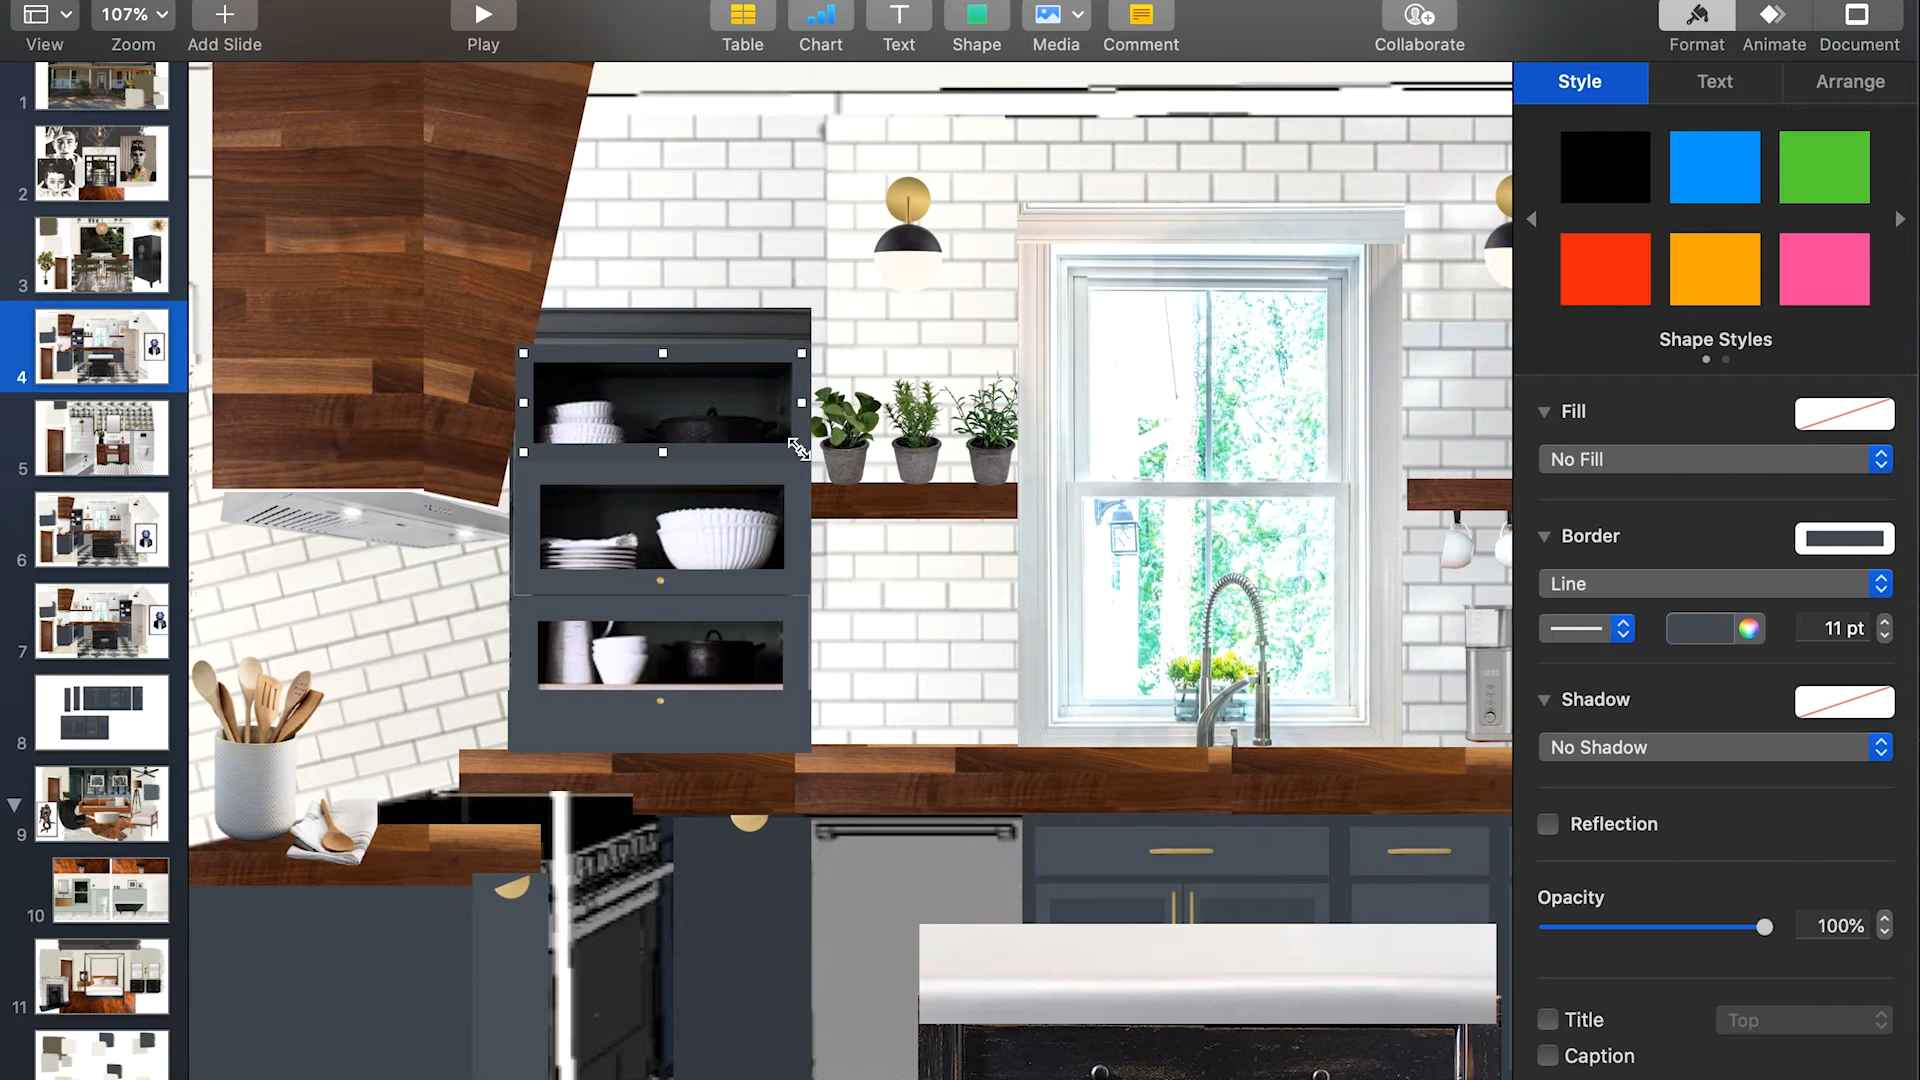 107%
View
Zoom
Add Slide
Play
Table
Chart
Text
Shape
Media
Comment
Collaborate
Format
Animate
Document
Style
Text
Arrange
Shape Styles
Fill
No Fill
Border
Line
11 pt
Shadow
No Shadow
Reflection
Opacity
100%
Title
Top
Caption
1
2
3
4
5
6
7
8
9
10
11